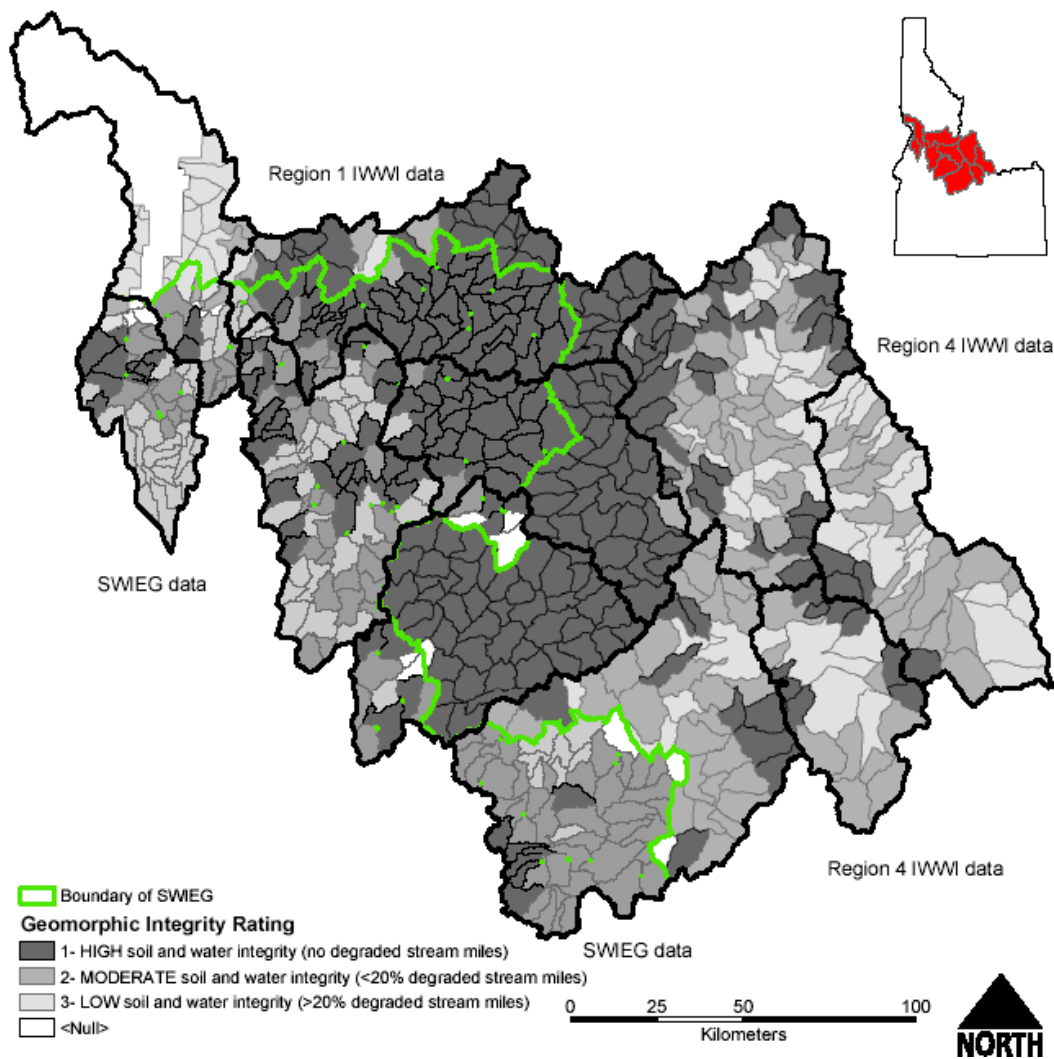 Region 1 IWWI data
Region 4 IWWI data
SWIEG data
Region 4 IWWI data
SWIEG data
Boundary of SWIEG
Geomorphic Integrity Rating
1- HIGH soil and water integrity (no degraded stream miles)
2- MODERATE soil and water integrity (<20% degraded stream miles)
3- LOW soil and water integrity (>20% degraded stream miles)
<Null>
0 25 50 100
Kilometers
NORTH